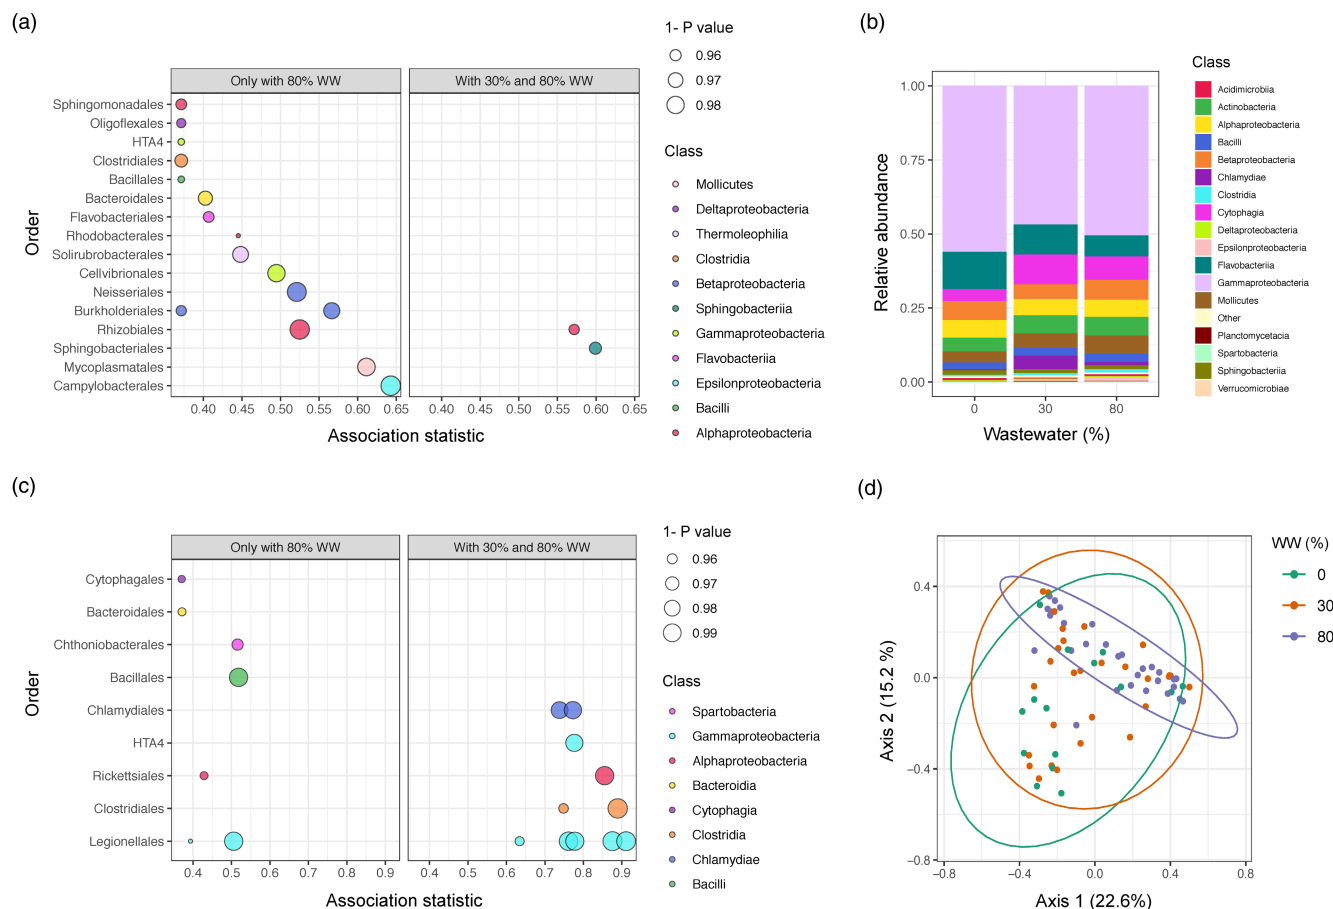 (a)
Only with 80% WW
With 30% and 80% WW
Order
Sphingomonadales
Oligoflexales
HTA4
Clostridiales
Bacillales
Bacteroidales
Flavobacteriales
Rhodobacterales
Solirubrobacterales
Cellvibrionales
Neisseriales
Burkholderiales
Rhizobiales
Sphingobacteriales
Mycoplasmatales
Campylobacterales
0.40 0.45 0.50 0.55 0.60 0.65
0.40 0.45 0.50 0.55 0.60 0.65
Association statistic
1- P value
0.96
0.97
0.98
Class
Mollicutes
Deltaproteobacteria
Thermoleophilia
Clostridia
Betaproteobacteria
Sphingobacteriia
Gammaproteobacteria
Flavobacteriia
Epsilonproteobacteria
Bacilli
Alphaproteobacteria
(b)
Relative abundance
1.00
0.75
0.50
0.25
0.00
0 30 80
Wastewater (%)
Class
Acidimicrobiia
Actinobacteria
Alphaproteobacteria
Bacilli
Betaproteobacteria
Chlamydiae
Clostridia
Cytophagia
Deltaproteobacteria
Epsilonproteobacteria
Flavobacteriia
Gammaproteobacteria
Mollicutes
Other
Planctomycetacia
Spartobacteria
Sphingobacteriia
Verrucomicrobiae
(c)
Only with 80% WW
With 30% and 80% WW
Order
Cytophagales
Bacteroidales
Chthoniobacterales
Bacillales
Chlamydiales
HTA4
Rickettsiales
Clostridiales
Legionellales
0.4 0.5 0.6 0.7 0.8 0.9
0.4 0.5 0.6 0.7 0.8 0.9
Association statistic
1- P value
0.96
0.97
0.98
0.99
Class
Spartobacteria
Gammaproteobacteria
Alphaproteobacteria
Bacteroidia
Cytophagia
Clostridia
Chlamydiae
Bacilli
(d)
Axis 2 (15.2 %)
0.4
0.0
−0.4
−0.8
−0.8 −0.4 0.0 0.4 0.8
Axis 1 (22.6%)
WW (%)
0
30
80